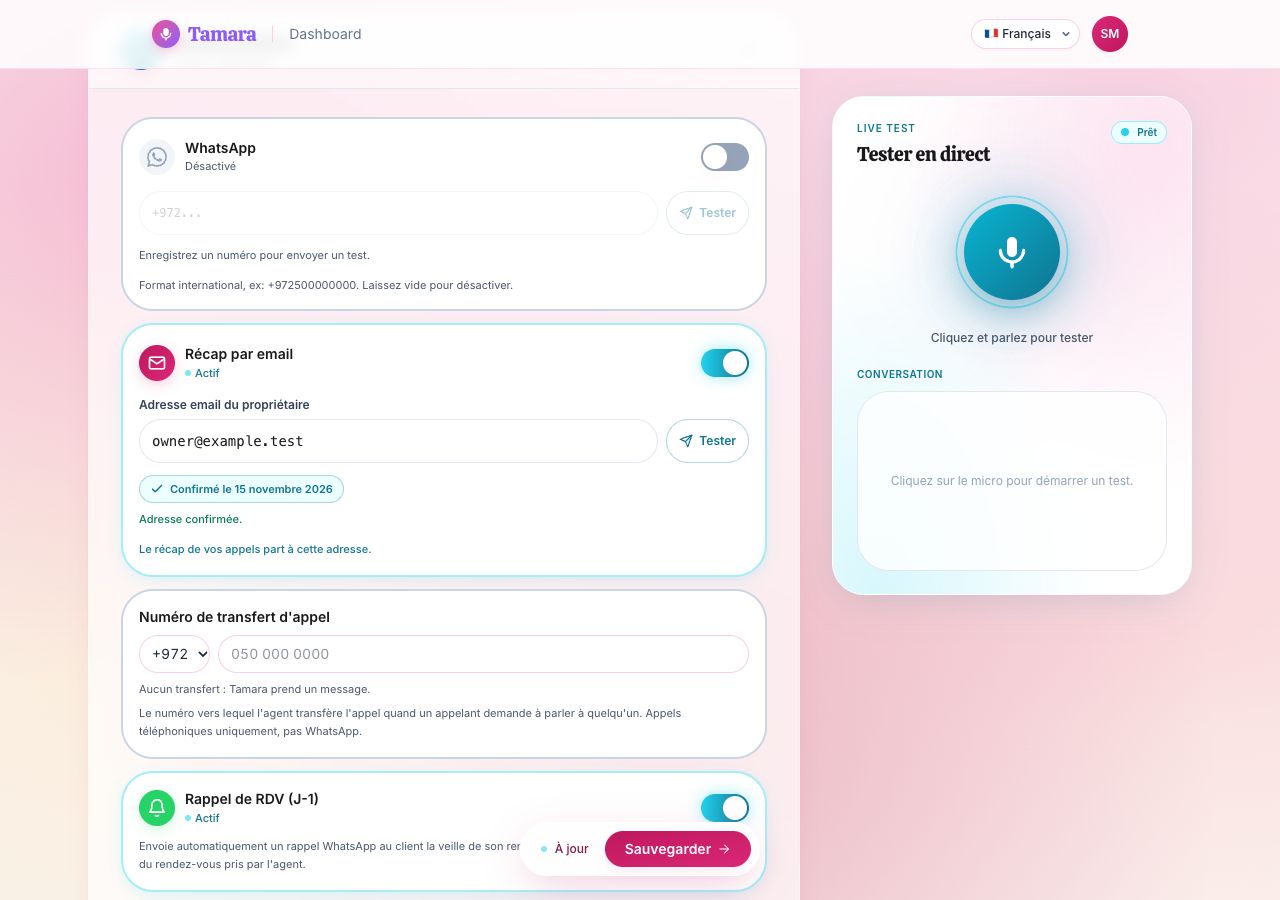 Tamara
Dashboard
Français
SM
WhatsApp
Désactivé
+972...
Tester
Enregistrez un numéro pour envoyer un test.
Format international, ex: +972500000000. Laissez vide pour désactiver.
Récap par email
Actif
Adresse email du propriétaire
owner@example.test
Tester
Confirmé le 15 novembre 2026
Adresse confirmée.
Le récap de vos appels part à cette adresse.
Numéro de transfert d'appel
+972
050 000 0000
Aucun transfert : Tamara prend un message.
Le numéro vers lequel l'agent transfère l'appel quand un appelant demande à parler à quelqu'un. Appels
téléphoniques uniquement, pas WhatsApp.
Rappel de RDV (J-1)
Actif
Envoie automatiquement un rappel WhatsApp au client la veille de son
du rendez-vous pris par l'agent.
À jour
Sauvegarder
LIVE TEST
Prêt
Tester en direct
Cliquez et parlez pour tester
CONVERSATION
Cliquez sur le micro pour démarrer un test.